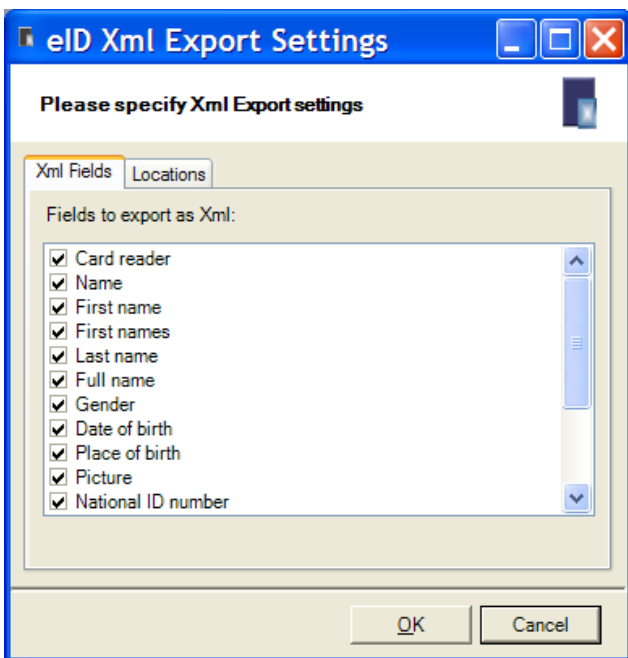 eID Xml Export Settings
Please specify Xml Export settings
Xml Fields Locations
Fields to export as Xml:
Card reader
Name
First name
First names
Last name
Full name
Gender
Date of birth
Place of birth
Picture
National ID number
OK Cancel